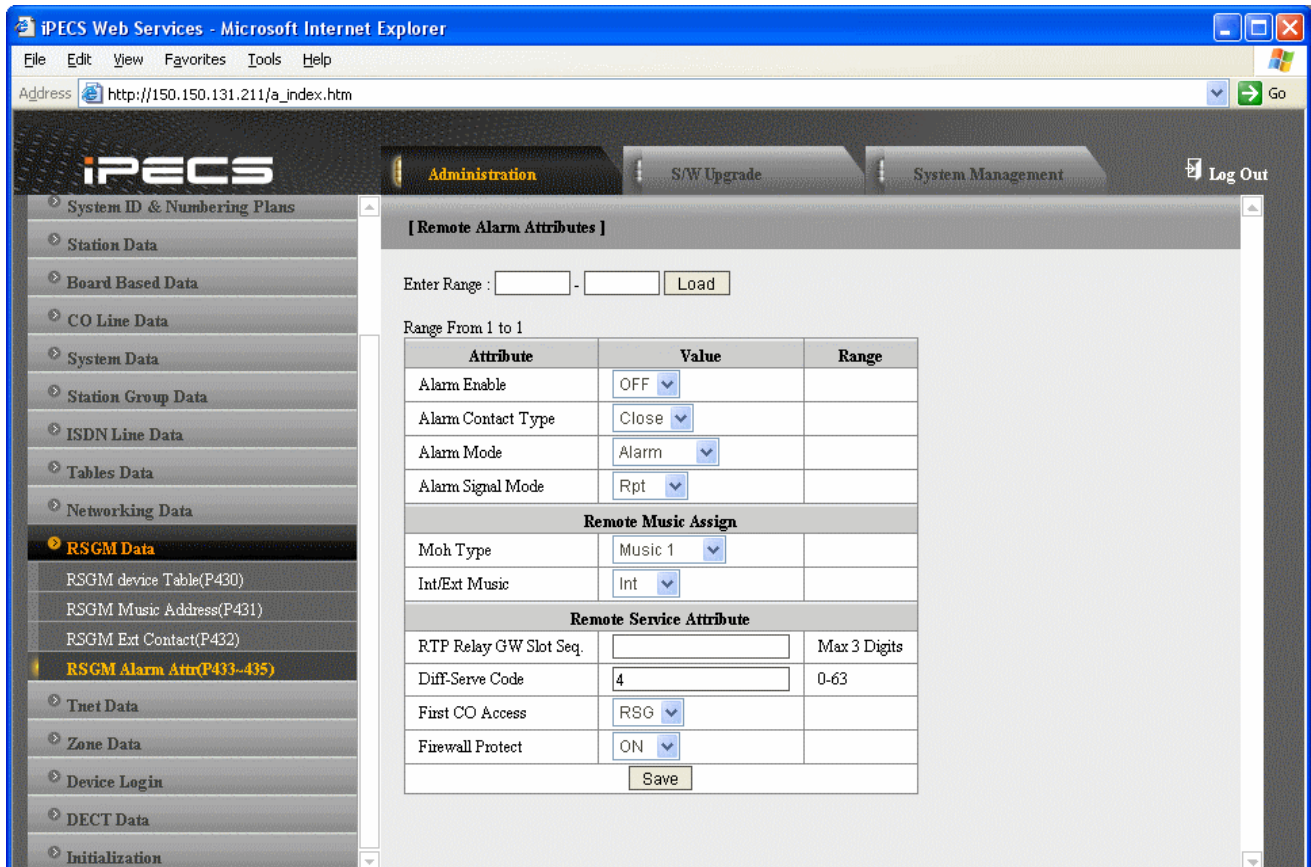 iPECS Web Services - Microsoft Internet Explorer
File Edit View Favorites Tools Help
Address http://150.150.131.211/a_index.htm Go
iPECS
Administration S/W Upgrade System Management Log Out
System ID & Numbering Plans
Station Data
Board Based Data
CO Line Data
System Data
Station Group Data
ISDN Line Data
Tables Data
Networking Data
RSGM Data
RSGM device Table(P430)
RSGM Music Address(P431)
RSGM Ext Contact(P432)
RSGM Alarm Attr(P433~435)
Tnet Data
Zone Data
Device Login
DECT Data
Initialization
[ Remote Alarm Attributes ]
Enter Range : - Load
Range From 1 to 1
Attribute Value Range
Alarm Enable OFF
Alarm Contact Type Close
Alarm Mode Alarm
Alarm Signal Mode Rpt
Remote Music Assign
Moh Type Music 1
Int/Ext Music Int
Remote Service Attribute
RTP Relay GW Slot Seq. Max 3 Digits
Diff-Serve Code 4 0-63
First CO Access RSG
Firewall Protect ON
Save